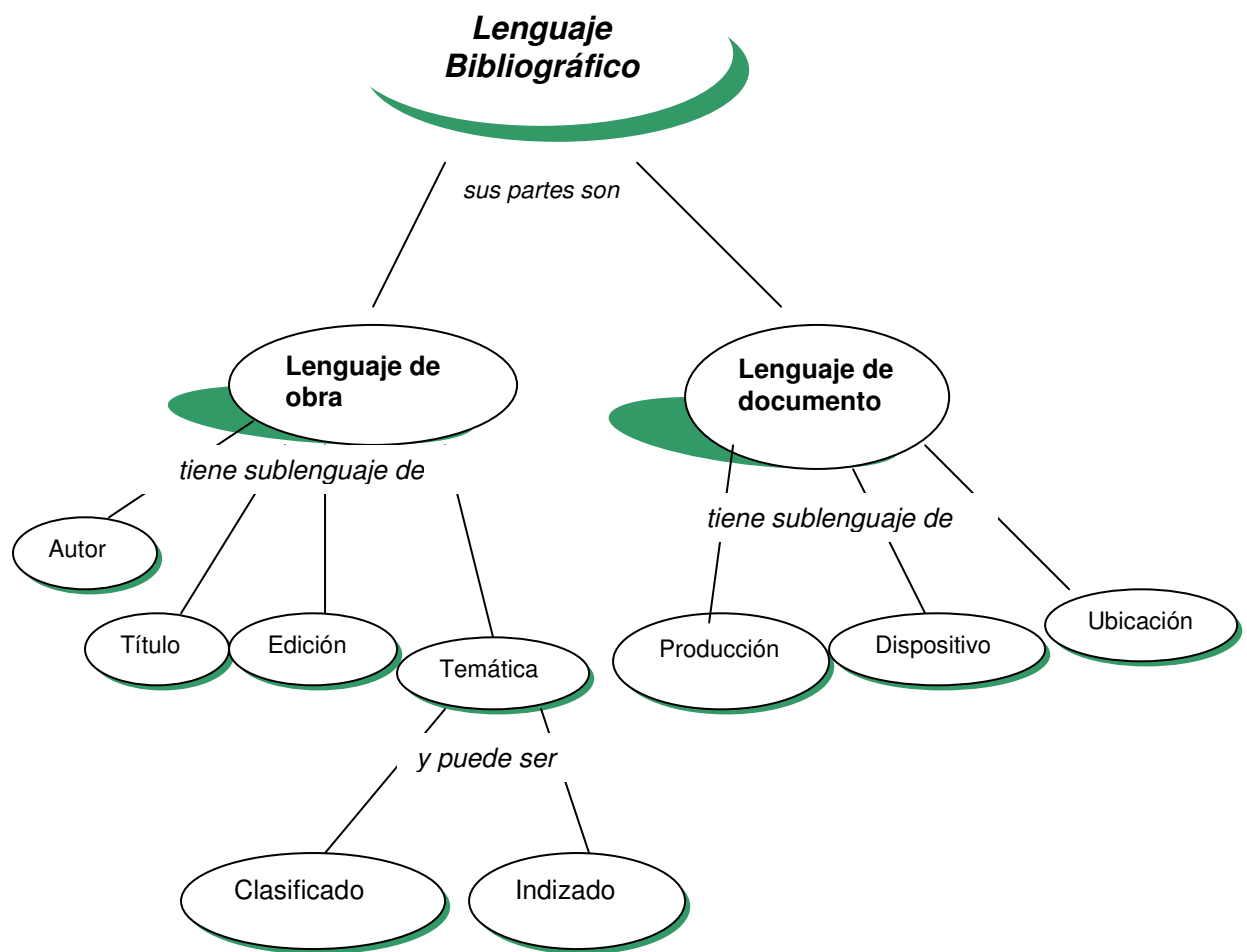 Lenguaje
Bibliográfico
sus partes son
Lenguaje de
obra
Lenguaje de
documento
tiene sublenguaje de
tiene sublenguaje de
Autor
Título
Edición
Temática
Producción
Dispositivo
Ubicación
y puede ser
Clasificado
Indizado